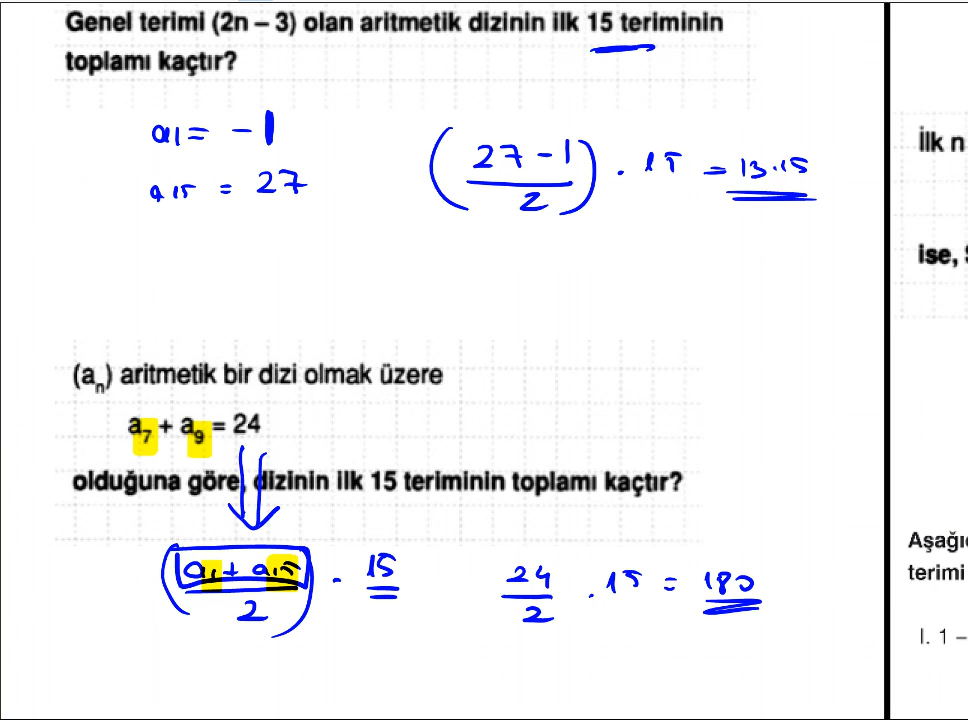 Genel terimi (2n – 3) olan aritmetik dizinin ilk 15 teriminin
toplamı kaçtır?
a1 = -1
a15 = 27
(27 - 1 / 2) . 15 = 13.15
(an) aritmetik bir dizi olmak üzere
a7 + a9 = 24
olduğuna göre, dizinin ilk 15 teriminin toplamı kaçtır?
(a1 + a15 / 2) . 15
24 / 2 . 15 = 180
İlk n
ise,
Aşağı
terimi
I. 1 –